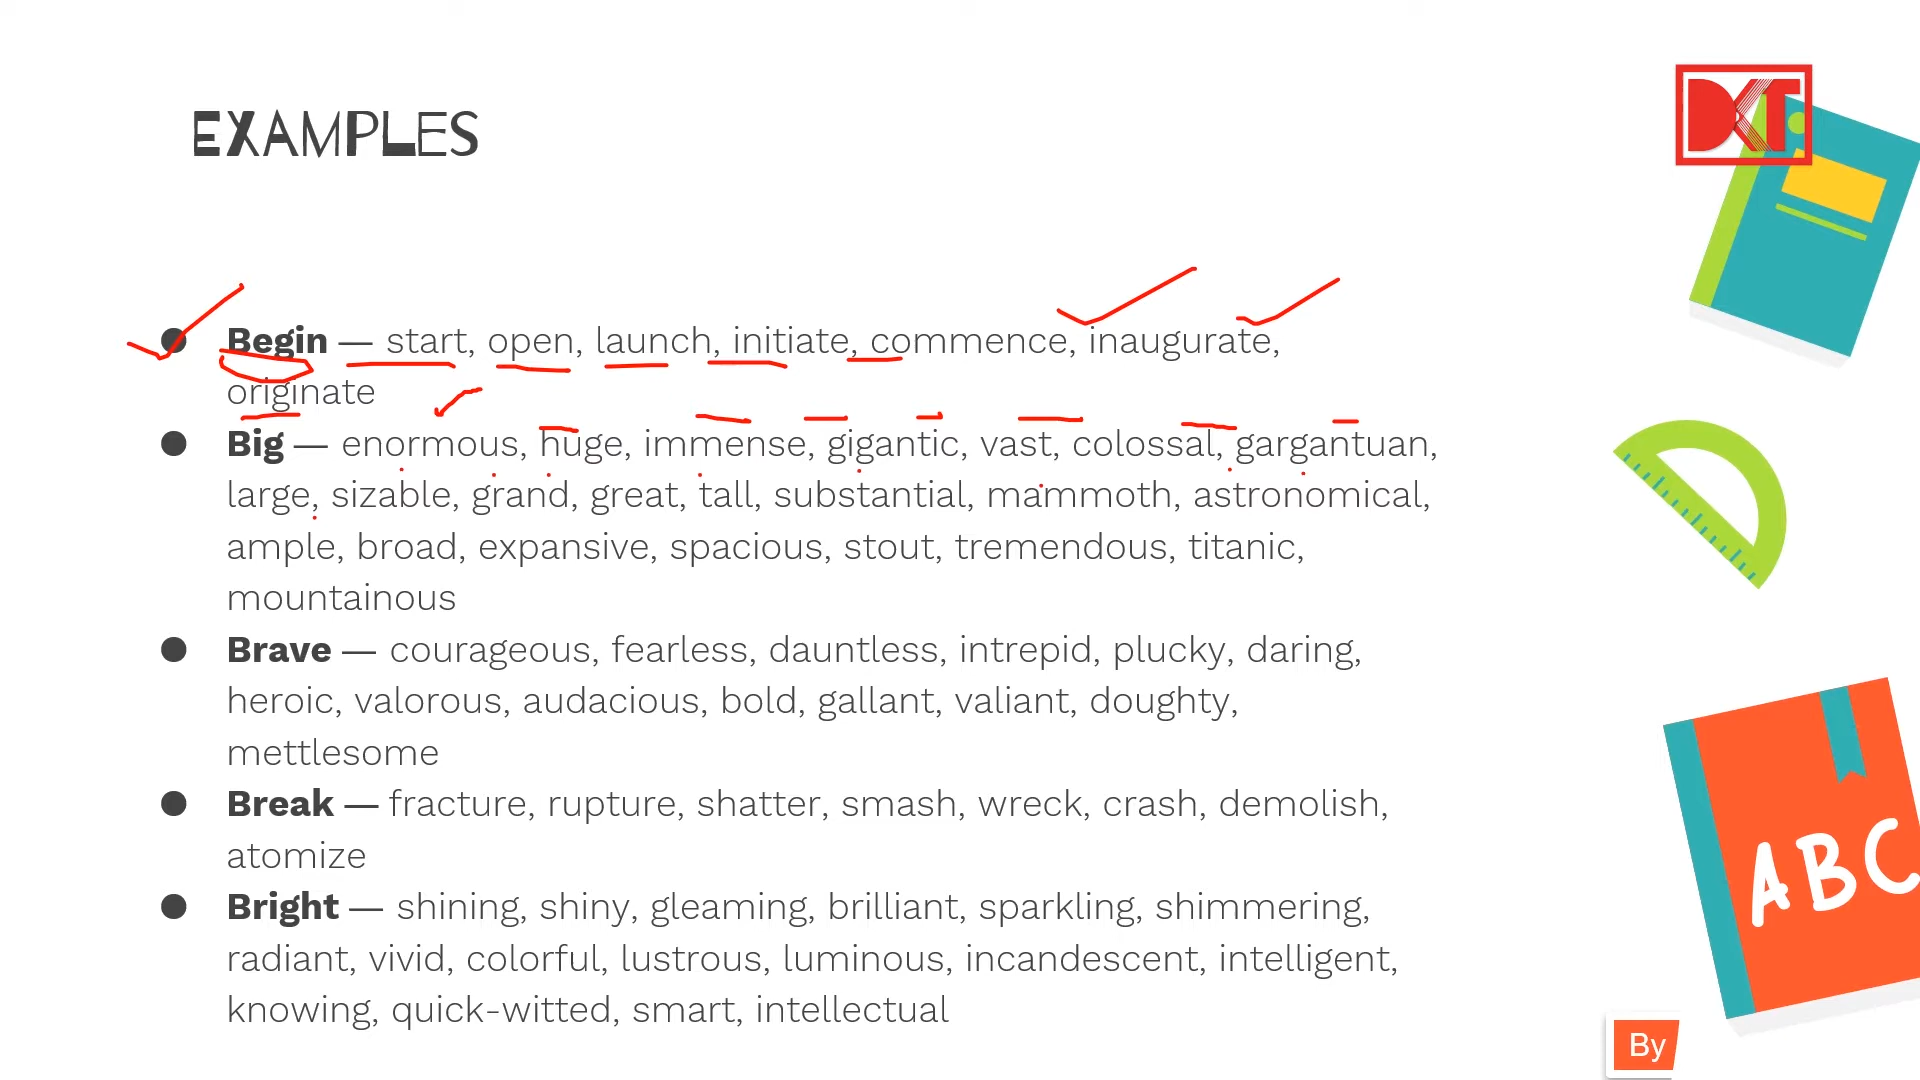 EXAMPLES
DKT
● Begin — start, open, launch, initiate, commence, inaugurate,
originate
● Big — enormous, huge, immense, gigantic, vast, colossal, gargantuan,
large, sizable, grand, great, tall, substantial, mammoth, astronomical,
ample, broad, expansive, spacious, stout, tremendous, titanic,
mountainous
● Brave — courageous, fearless, dauntless, intrepid, plucky, daring,
heroic, valorous, audacious, bold, gallant, valiant, doughty,
mettlesome
● Break — fracture, rupture, shatter, smash, wreck, crash, demolish,
atomize
● Bright — shining, shiny, gleaming, brilliant, sparkling, shimmering,
radiant, vivid, colorful, lustrous, luminous, incandescent, intelligent,
knowing, quick-witted, smart, intellectual
ABC
By